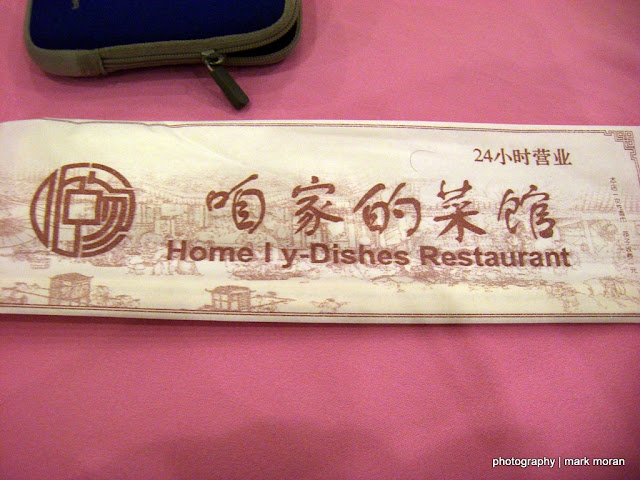 24小时营业
咱家的菜馆
Home l y-Dishes Restaurant
photography | mark moran